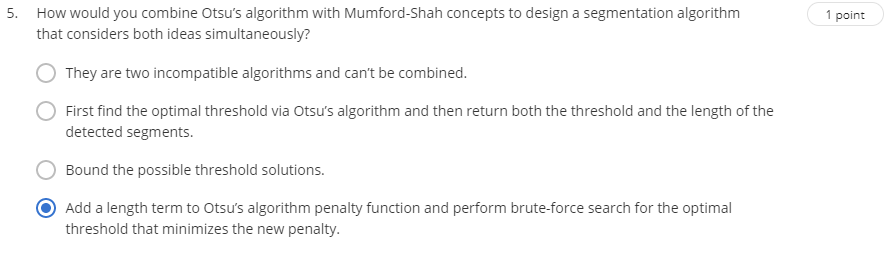 5. How would you combine Otsu's algorithm with Mumford-Shah concepts to design a segmentation algorithm
1 point
that considers both ideas simultaneously?
They are two incompatible algorithms and can't be combined.
First find the optimal threshold via Otsu's algorithm and then return both the threshold and the length of the
detected segments.
Bound the possible threshold solutions.
Add a length term to Otsu's algorithm penalty function and perform brute-force search for the optimal
threshold that minimizes the new penalty.